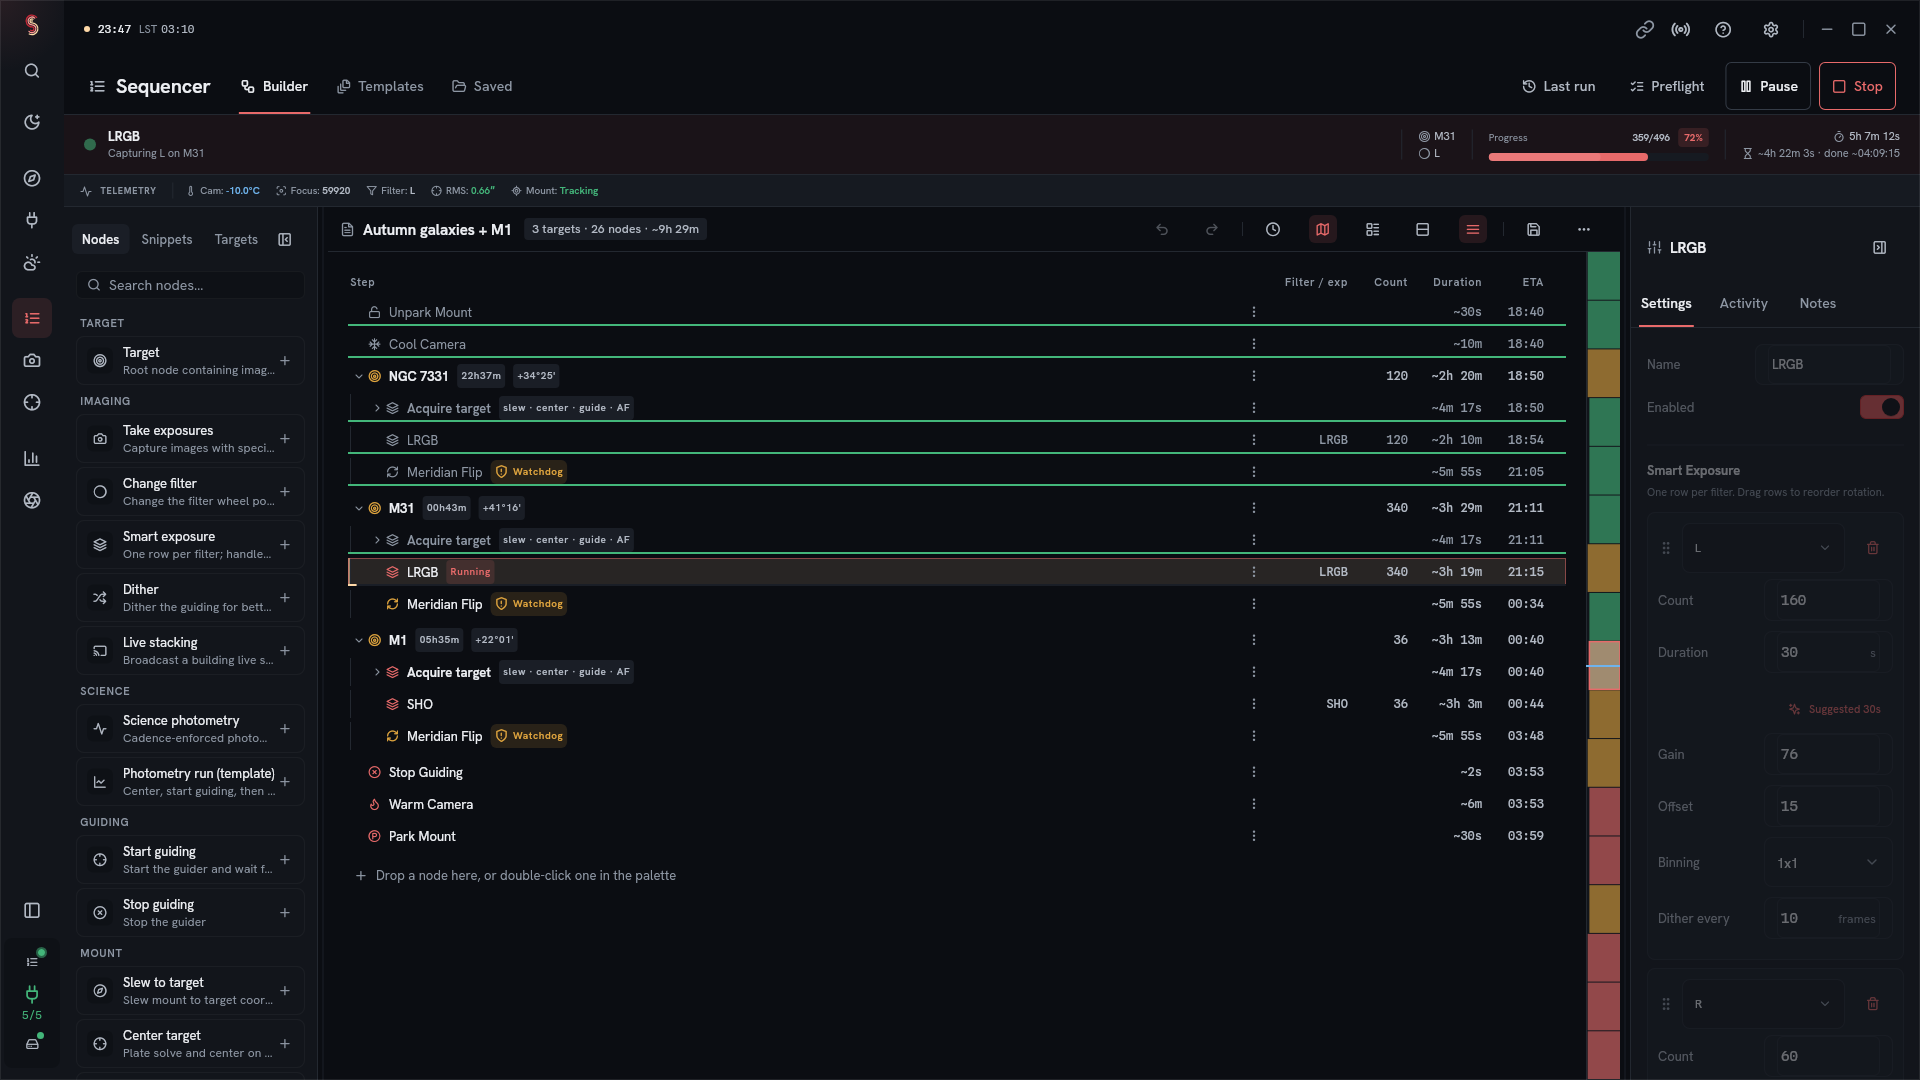 23:47 LST 03:10
Sequencer
Builder
Templates
Saved
Last run
Preflight
Pause
Stop
LRGB
Capturing L on M31
M31
L
Progress
359/496
72%
5h 7m 12s
~4h 22m 3s · done ~04:09:15
TELEMETRY
Cam: -10.0°C
Focus: 59920
Filter: L
RMS: 0.66″
Mount: Tracking
Nodes
Snippets
Targets
Search nodes...
TARGET
Target
Root node containing imag...
IMAGING
Take exposures
Capture images with speci...
Change filter
Change the filter wheel po...
Smart exposure
One row per filter; handle...
Dither
Dither the guiding for bett...
Live stacking
Broadcast a building live s...
SCIENCE
Science photometry
Cadence-enforced photo...
Photometry run (template)
Center, start guiding, then ...
GUIDING
Start guiding
Start the guider and wait f...
Stop guiding
Stop the guider
MOUNT
Slew to target
Slew mount to target coor...
Center target
Plate solve and center on ...
5/5
Autumn galaxies + M1
3 targets · 26 nodes · ~9h 29m
Step Filter / exp Count Duration ETA
Unpark Mount ~30s 18:40
Cool Camera ~10m 18:40
NGC 7331 22h37m +34°25' 120 ~2h 20m 18:50
Acquire target slew · center · guide · AF ~4m 17s 18:50
LRGB LRGB 120 ~2h 10m 18:54
Meridian Flip Watchdog ~5m 55s 21:05
M31 00h43m +41°16' 340 ~3h 29m 21:11
Acquire target slew · center · guide · AF ~4m 17s 21:11
LRGB Running LRGB 340 ~3h 19m 21:15
Meridian Flip Watchdog ~5m 55s 00:34
M1 05h35m +22°01' 36 ~3h 13m 00:40
Acquire target slew · center · guide · AF ~4m 17s 00:40
SHO SHO 36 ~3h 3m 00:44
Meridian Flip Watchdog ~5m 55s 03:48
Stop Guiding ~2s 03:53
Warm Camera ~6m 03:53
Park Mount ~30s 03:59
Drop a node here, or double-click one in the palette
LRGB
Settings
Activity
Notes
Name LRGB
Enabled
Smart Exposure
One row per filter. Drag rows to reorder rotation.
L
Count 160
Duration 30 s
Suggested 30s
Gain 76
Offset 15
Binning 1x1
Dither every 10 frames
R
Count 60